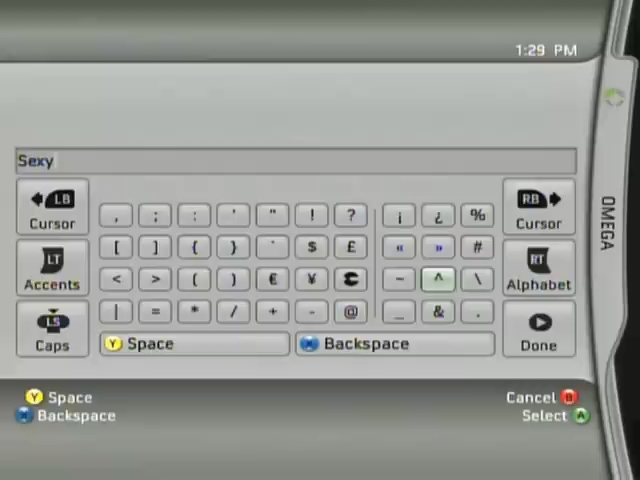 1:29 PM
Sexy
LB RB
Cursor , ; : ' " ! ? ¡ ¿ % Cursor
LT [ ] { } ` $ £ « » # RT
Accents < > ( ) € ¥ ~ ^ \ Alphabet
LS | = * / + - @ _ & .
Caps Y Space X Backspace Done
Y Space Cancel B
X Backspace Select A
OMEGA